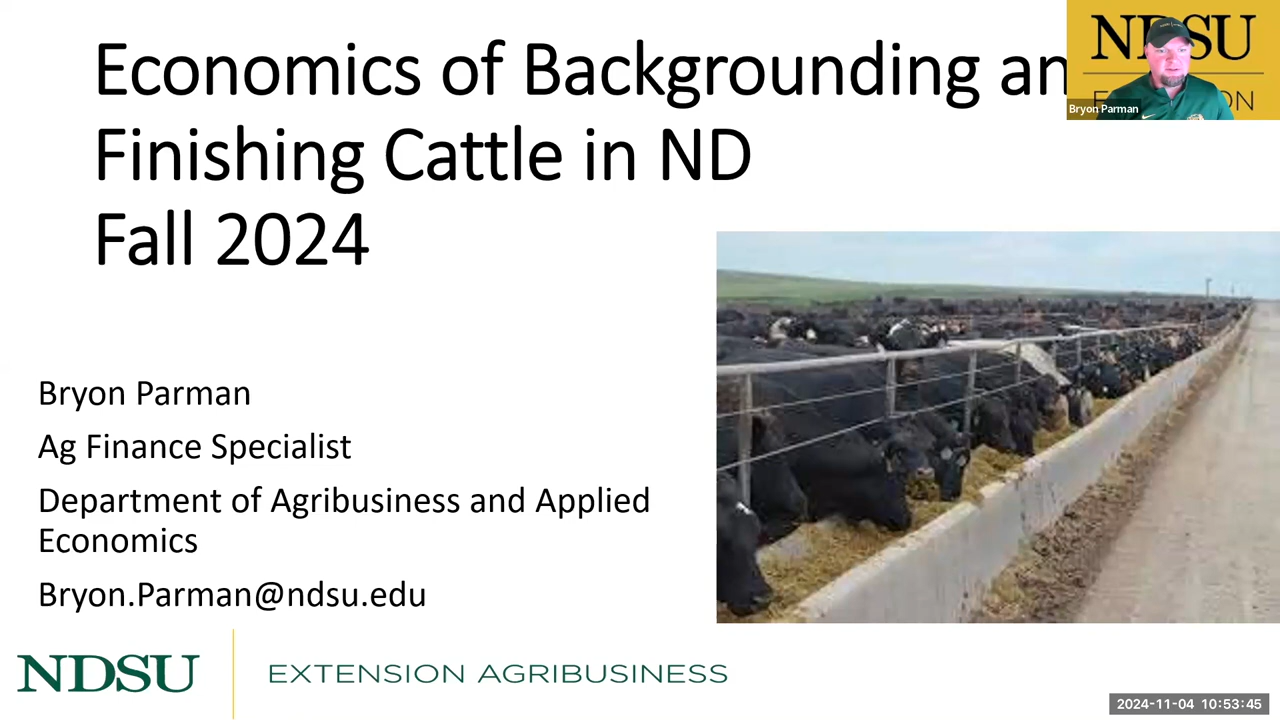 Economics of Backgrounding an
Finishing Cattle in ND
Fall 2024
NDSU
Bryon Parman
Bryon Parman
Ag Finance Specialist
Department of Agribusiness and Applied
Economics
Bryon.Parman@ndsu.edu
NDSU
EXTENSION AGRIBUSINESS
2024-11-04 10:53:45